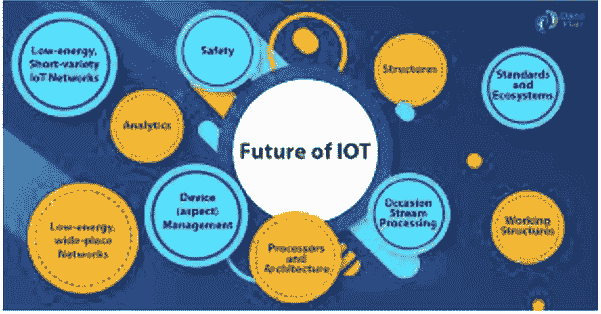 Low-energy,
Short-variety
IoT Networks
Safety
Structures
Standards
and
Ecosystems
Analytics
Future of IOT
Low-energy,
wide-place
Networks
Device
(aspect)
Management
Processors
and
Architecture
Occasion
Stream
Processing
Working
Structures